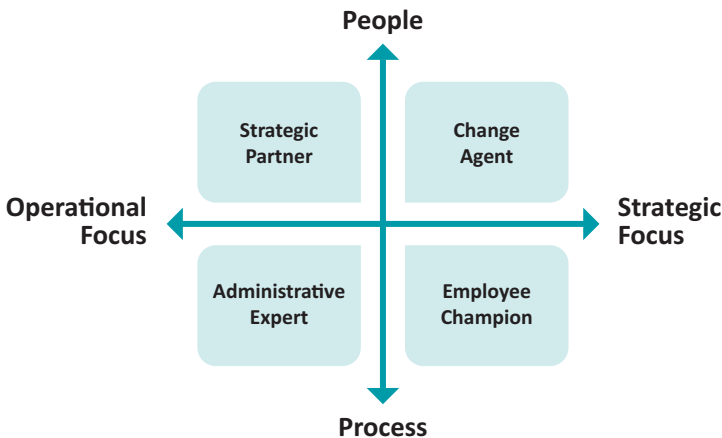 People
Strategic
Partner
Change
Agent
Operational
Focus
Strategic
Focus
Administrative
Expert
Employee
Champion
Process